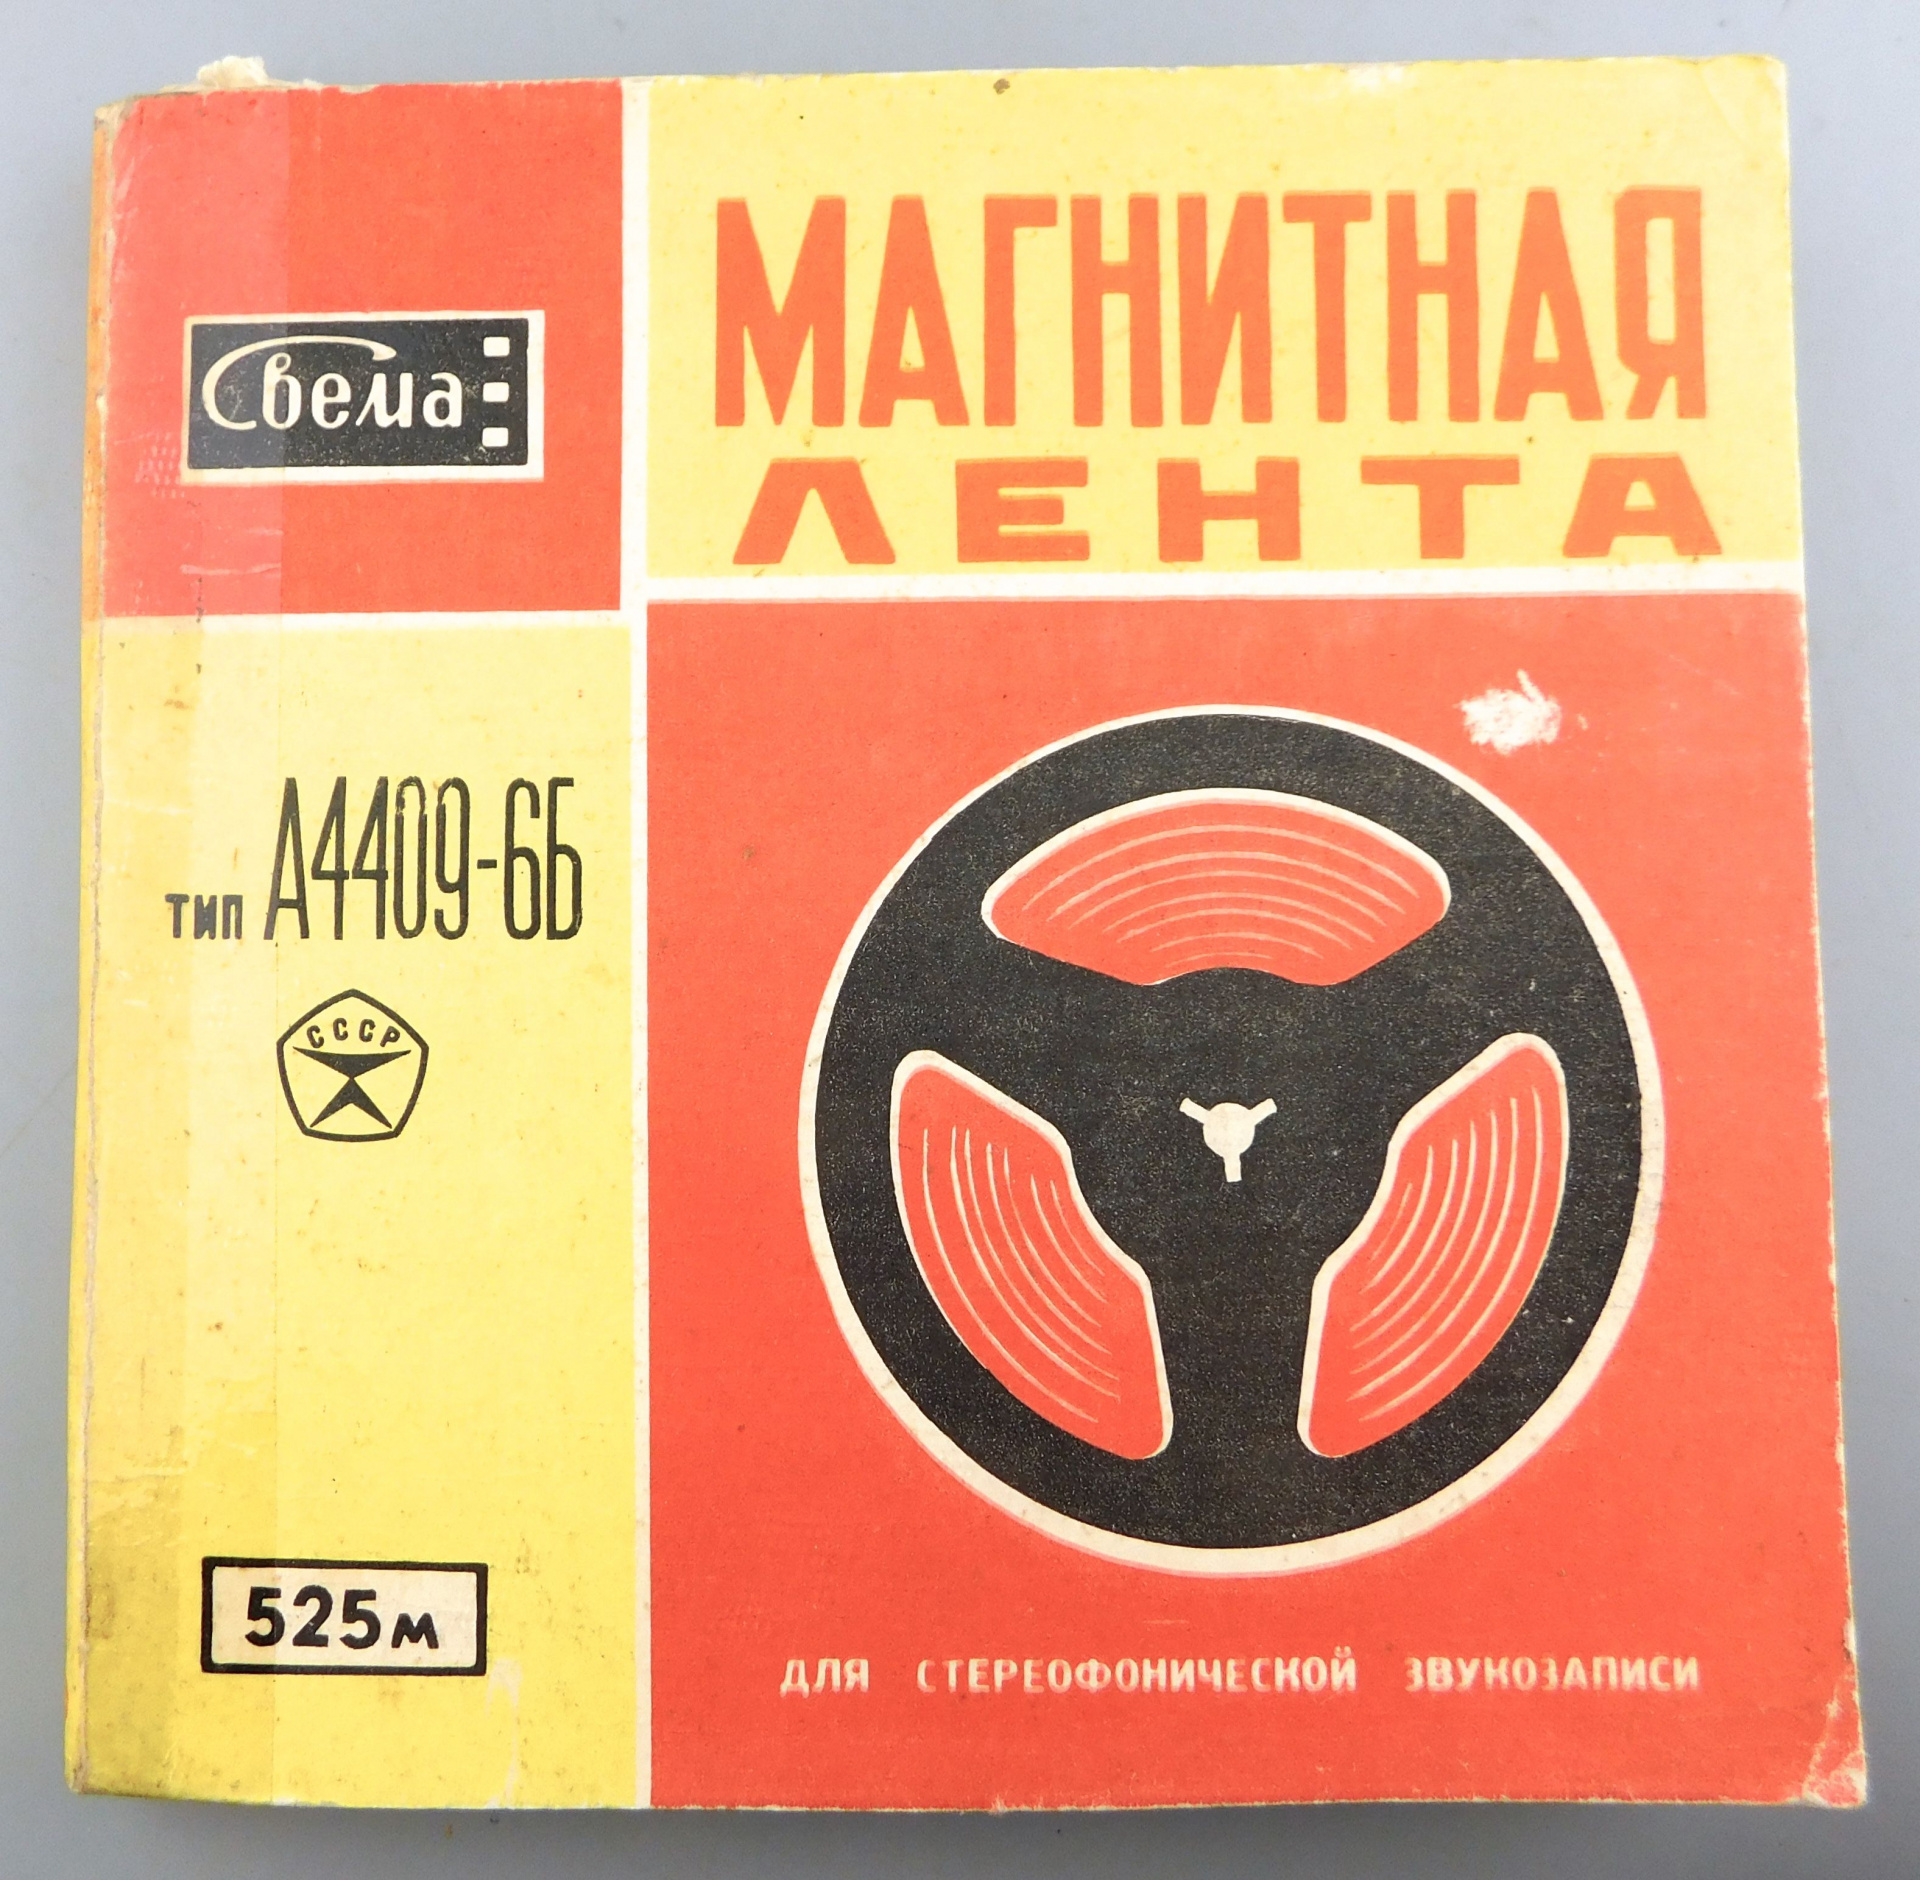 Свема
МАГНИТНАЯ
ЛЕНТА
тип А4409-6Б
СССР
525м
ДЛЯ СТЕРЕОФОНИЧЕСКОЙ ЗВУКОЗАПИСИ